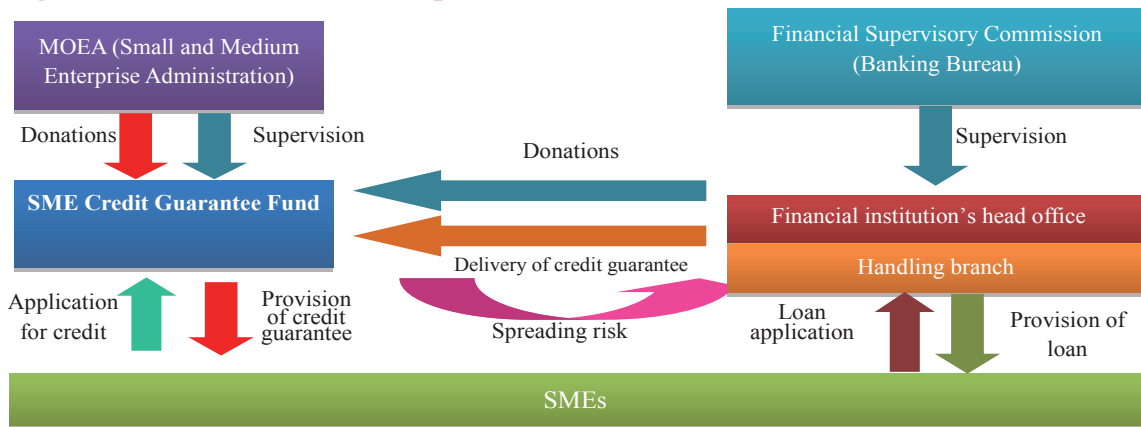 MOEA (Small and Medium
Enterprise Administration)
Financial Supervisory Commission
(Banking Bureau)
Donations
Supervision
Supervision
Donations
SME Credit Guarantee Fund
Financial institution's head office
Delivery of credit guarantee
Handling branch
Application
for credit
Provision
of credit
guarantee
Spreading risk
Loan
application
Provision of
loan
SMEs